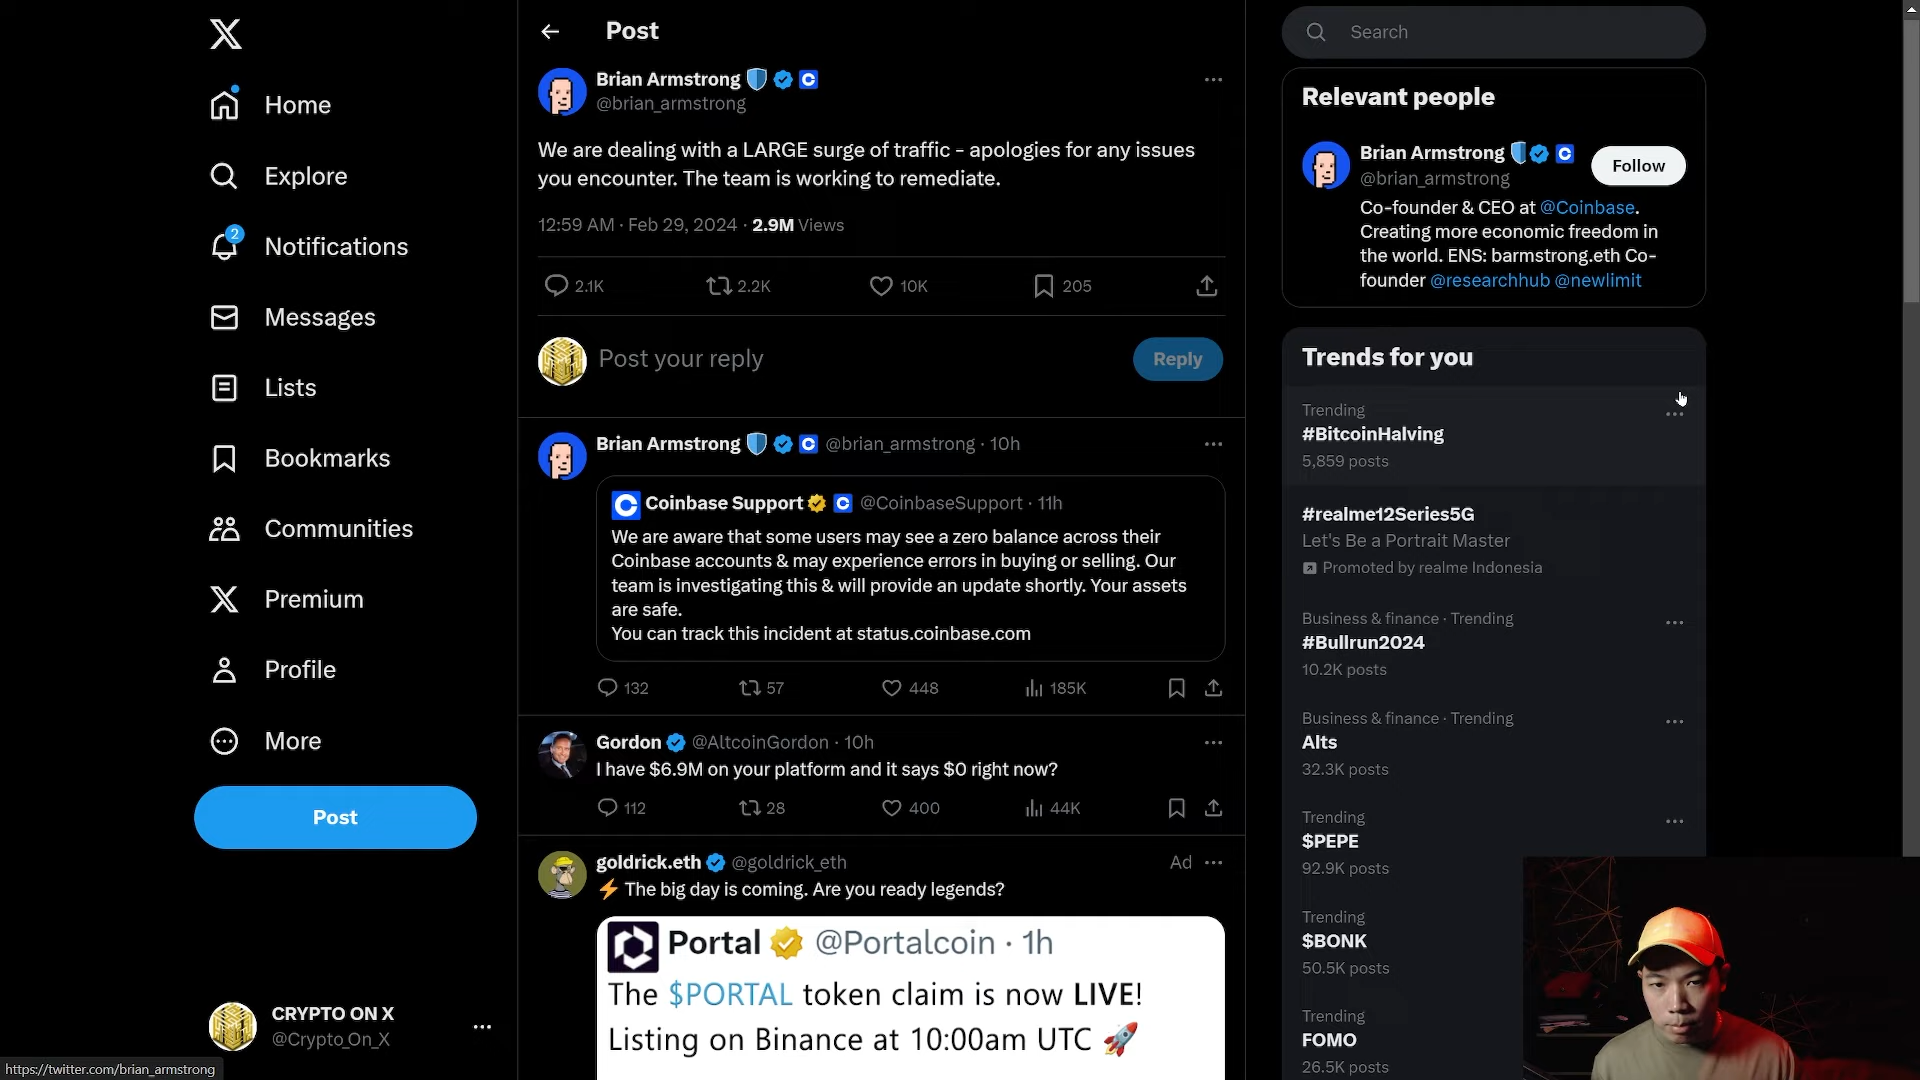 Home
Explore
2
Notifications
Messages
Lists
Bookmarks
Communities
Premium
Profile
More
Post
CRYPTO ON X
@Crypto_On_X
https://twitter.com/brian_armstrong
Post
Brian Armstrong
@brian_armstrong
We are dealing with a LARGE surge of traffic - apologies for any issues
you encounter. The team is working to remediate.
12:59 AM · Feb 29, 2024 · 2.9M Views
2.1K 2.2K 10K 205
Post your reply
Reply
Brian Armstrong @brian_armstrong · 10h
Coinbase Support @CoinbaseSupport · 11h
We are aware that some users may see a zero balance across their
Coinbase accounts & may experience errors in buying or selling. Our
team is investigating this & will provide an update shortly. Your assets
are safe.
You can track this incident at status.coinbase.com
132 57 448 185K
Gordon @AltcoinGordon · 10h
I have $6.9M on your platform and it says $0 right now?
112 28 400 44K
goldrick.eth @goldrick_eth Ad
⚡ The big day is coming. Are you ready legends?
Portal @Portalcoin · 1h
The $PORTAL token claim is now LIVE!
Listing on Binance at 10:00am UTC 🚀
Search
Relevant people
Brian Armstrong
@brian_armstrong
Follow
Co-founder & CEO at @Coinbase.
Creating more economic freedom in
the world. ENS: barmstrong.eth Co-
founder @researchhub @newlimit
Trends for you
Trending
#BitcoinHalving
5,859 posts
#realme12Series5G
Let's Be a Portrait Master
Promoted by realme Indonesia
Business & finance · Trending
#Bullrun2024
10.2K posts
Business & finance · Trending
Alts
32.3K posts
Trending
$PEPE
92.9K posts
Trending
$BONK
50.5K posts
Trending
FOMO
26.5K posts